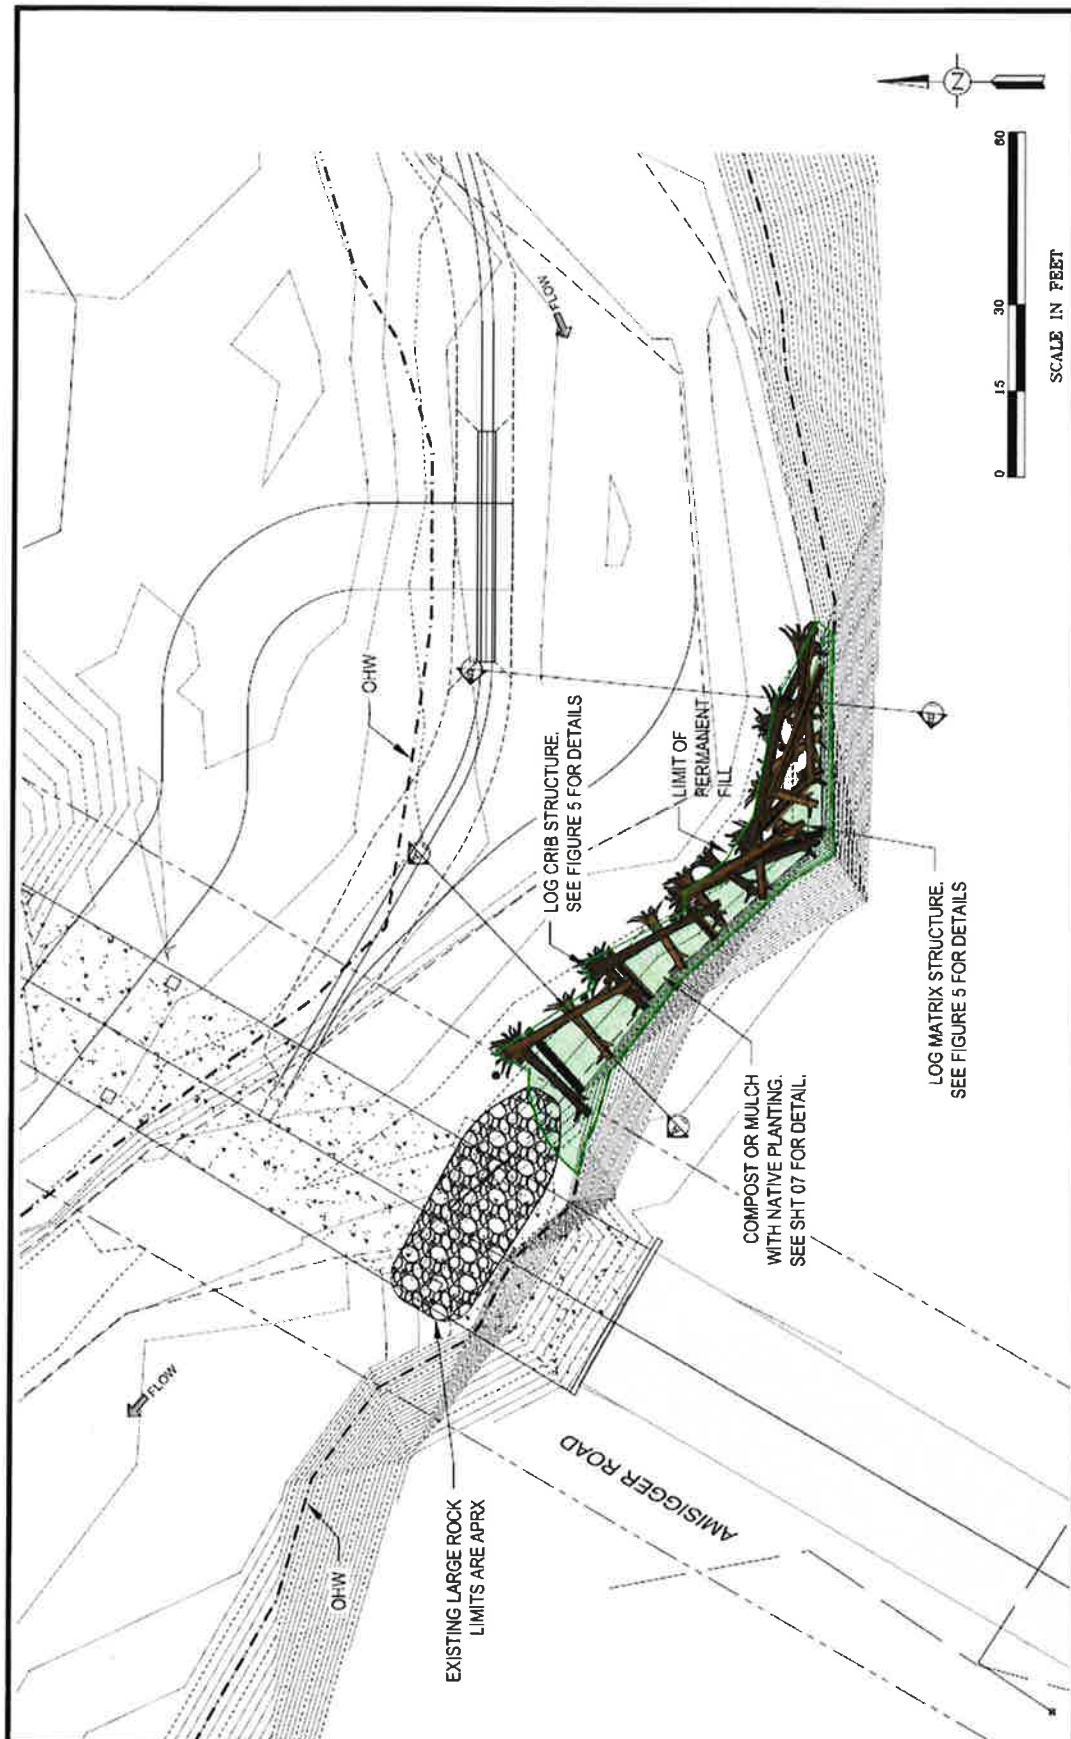 OHW
FLOW
LOG CRIB STRUCTURE.
SEE FIGURE 5 FOR DETAILS
LIMIT OF
PERMANENT
FILL
FLOW
OHW
EXISTING LARGE ROCK
LIMITS ARE APRX
AMISIGGER ROAD
COMPOST OR MULCH
WITH NATIVE PLANTING.
SEE SHT 07 FOR DETAIL.
LOG MATRIX STRUCTURE.
SEE FIGURE 5 FOR DETAILS
Z
0
15
30
60
SCALE IN FEET